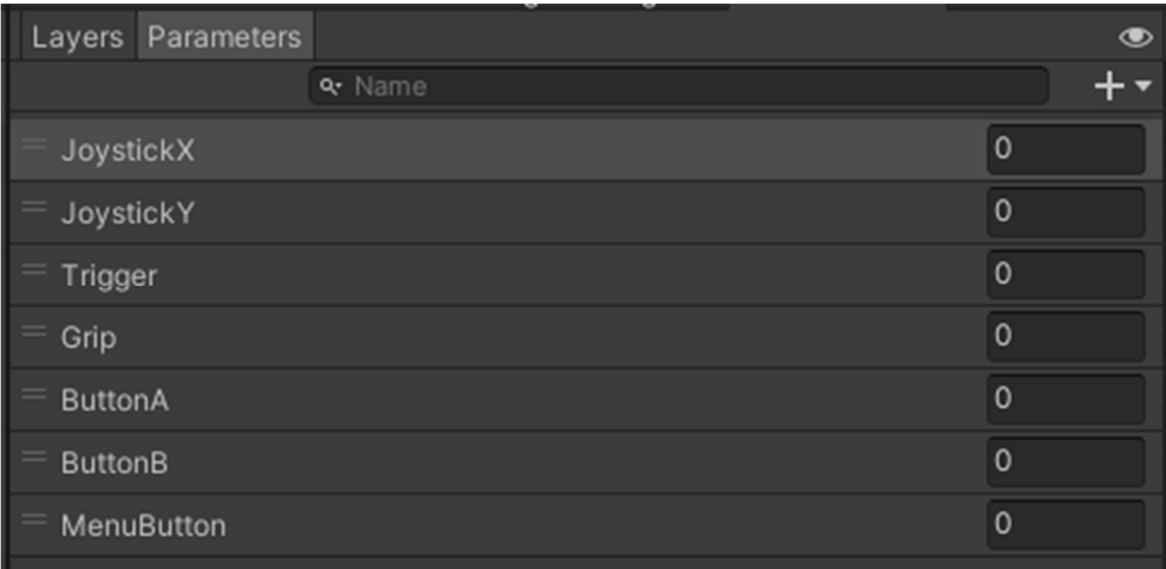 Layers Parameters
Name
JoystickX 0
JoystickY 0
Trigger 0
Grip 0
ButtonA 0
ButtonB 0
MenuButton 0